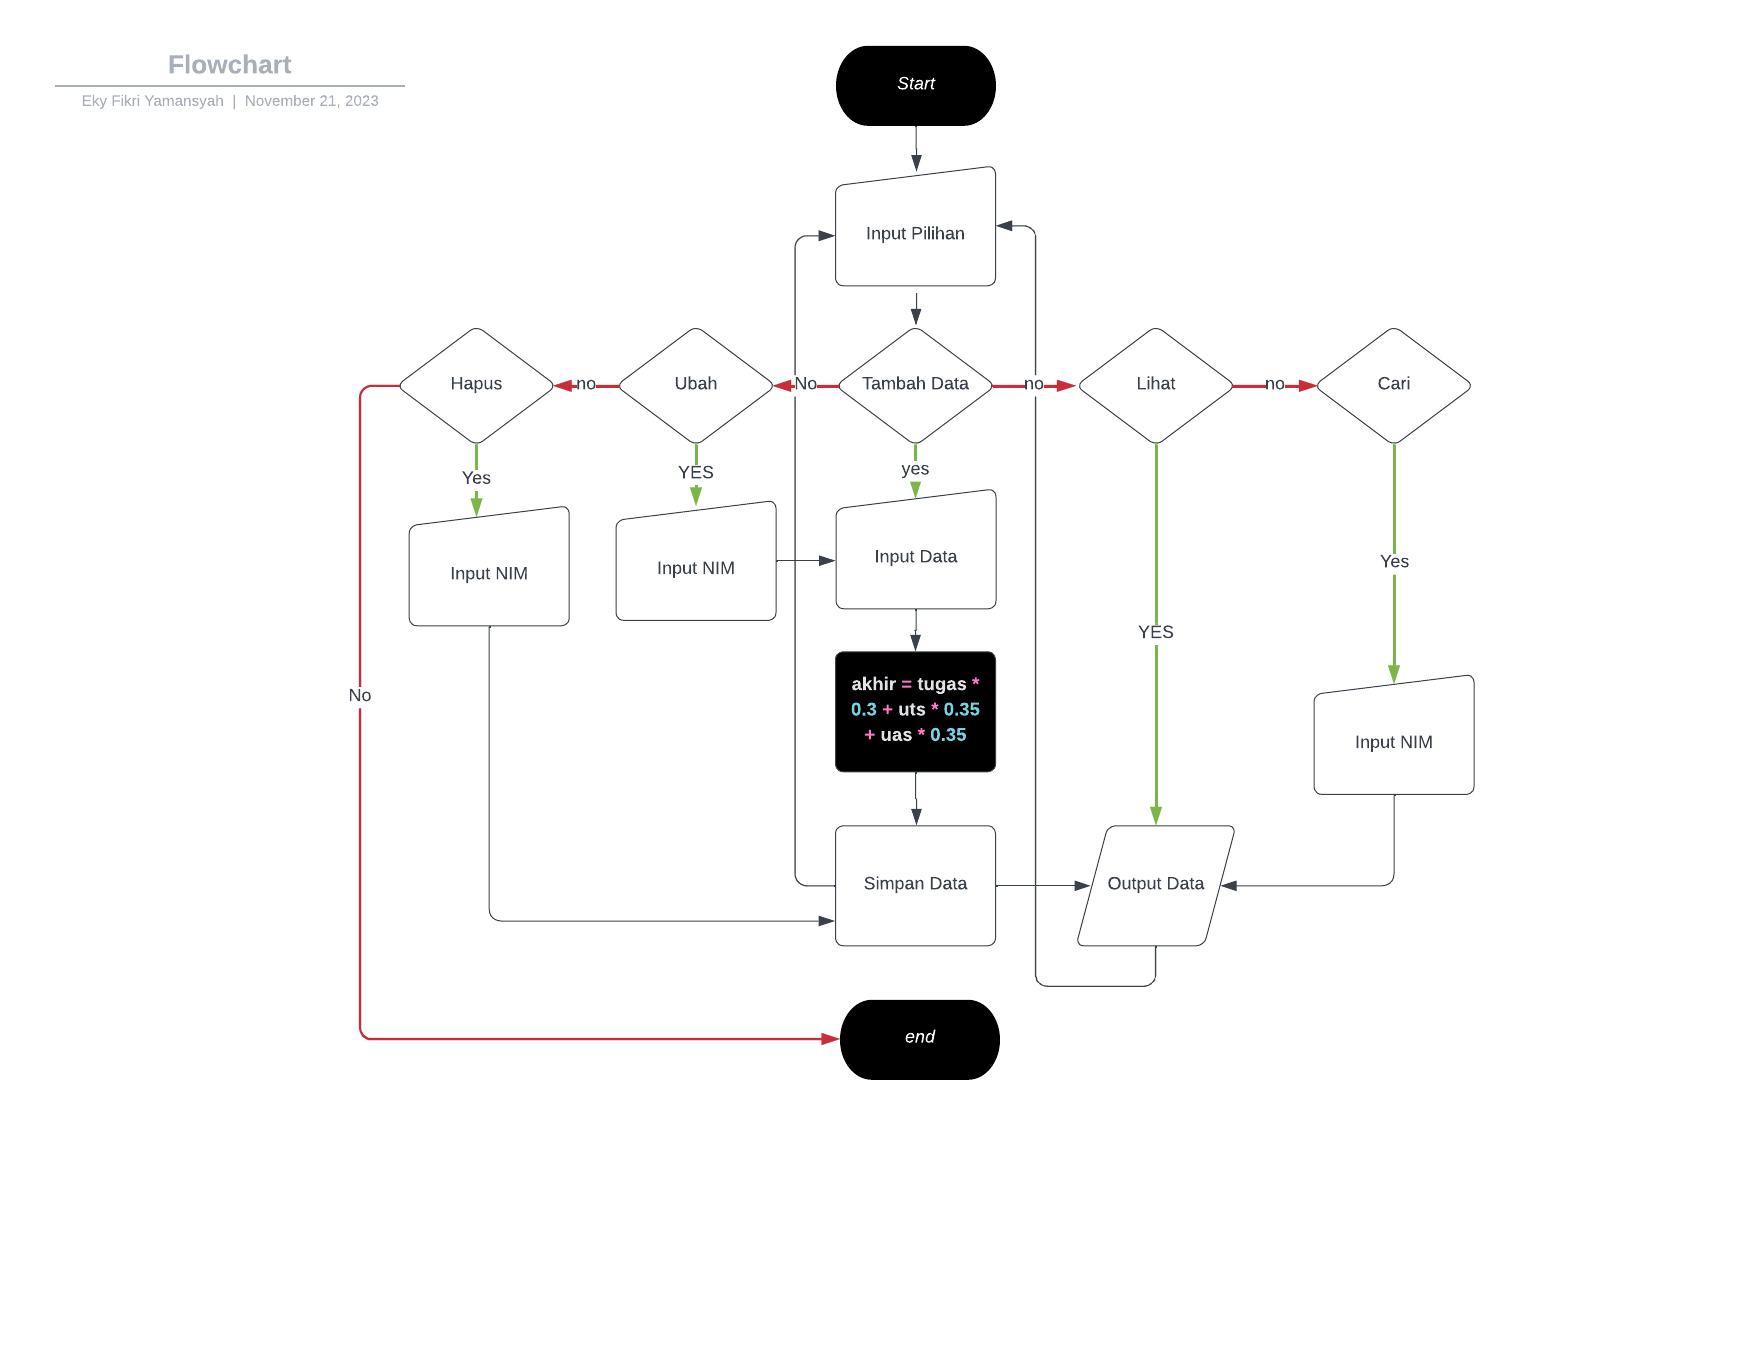 Flowchart
Eky Fikri Yamansyah | November 21, 2023
Start
Input Pilihan
Hapus
no
Ubah
No
Tambah Data
no
Lihat
no
Cari
Yes
YES
yes
Input NIM
Input NIM
Input Data
Yes
YES
akhir = tugas *
0.3 + uts * 0.35
+ uas * 0.35
No
Input NIM
Simpan Data
Output Data
end